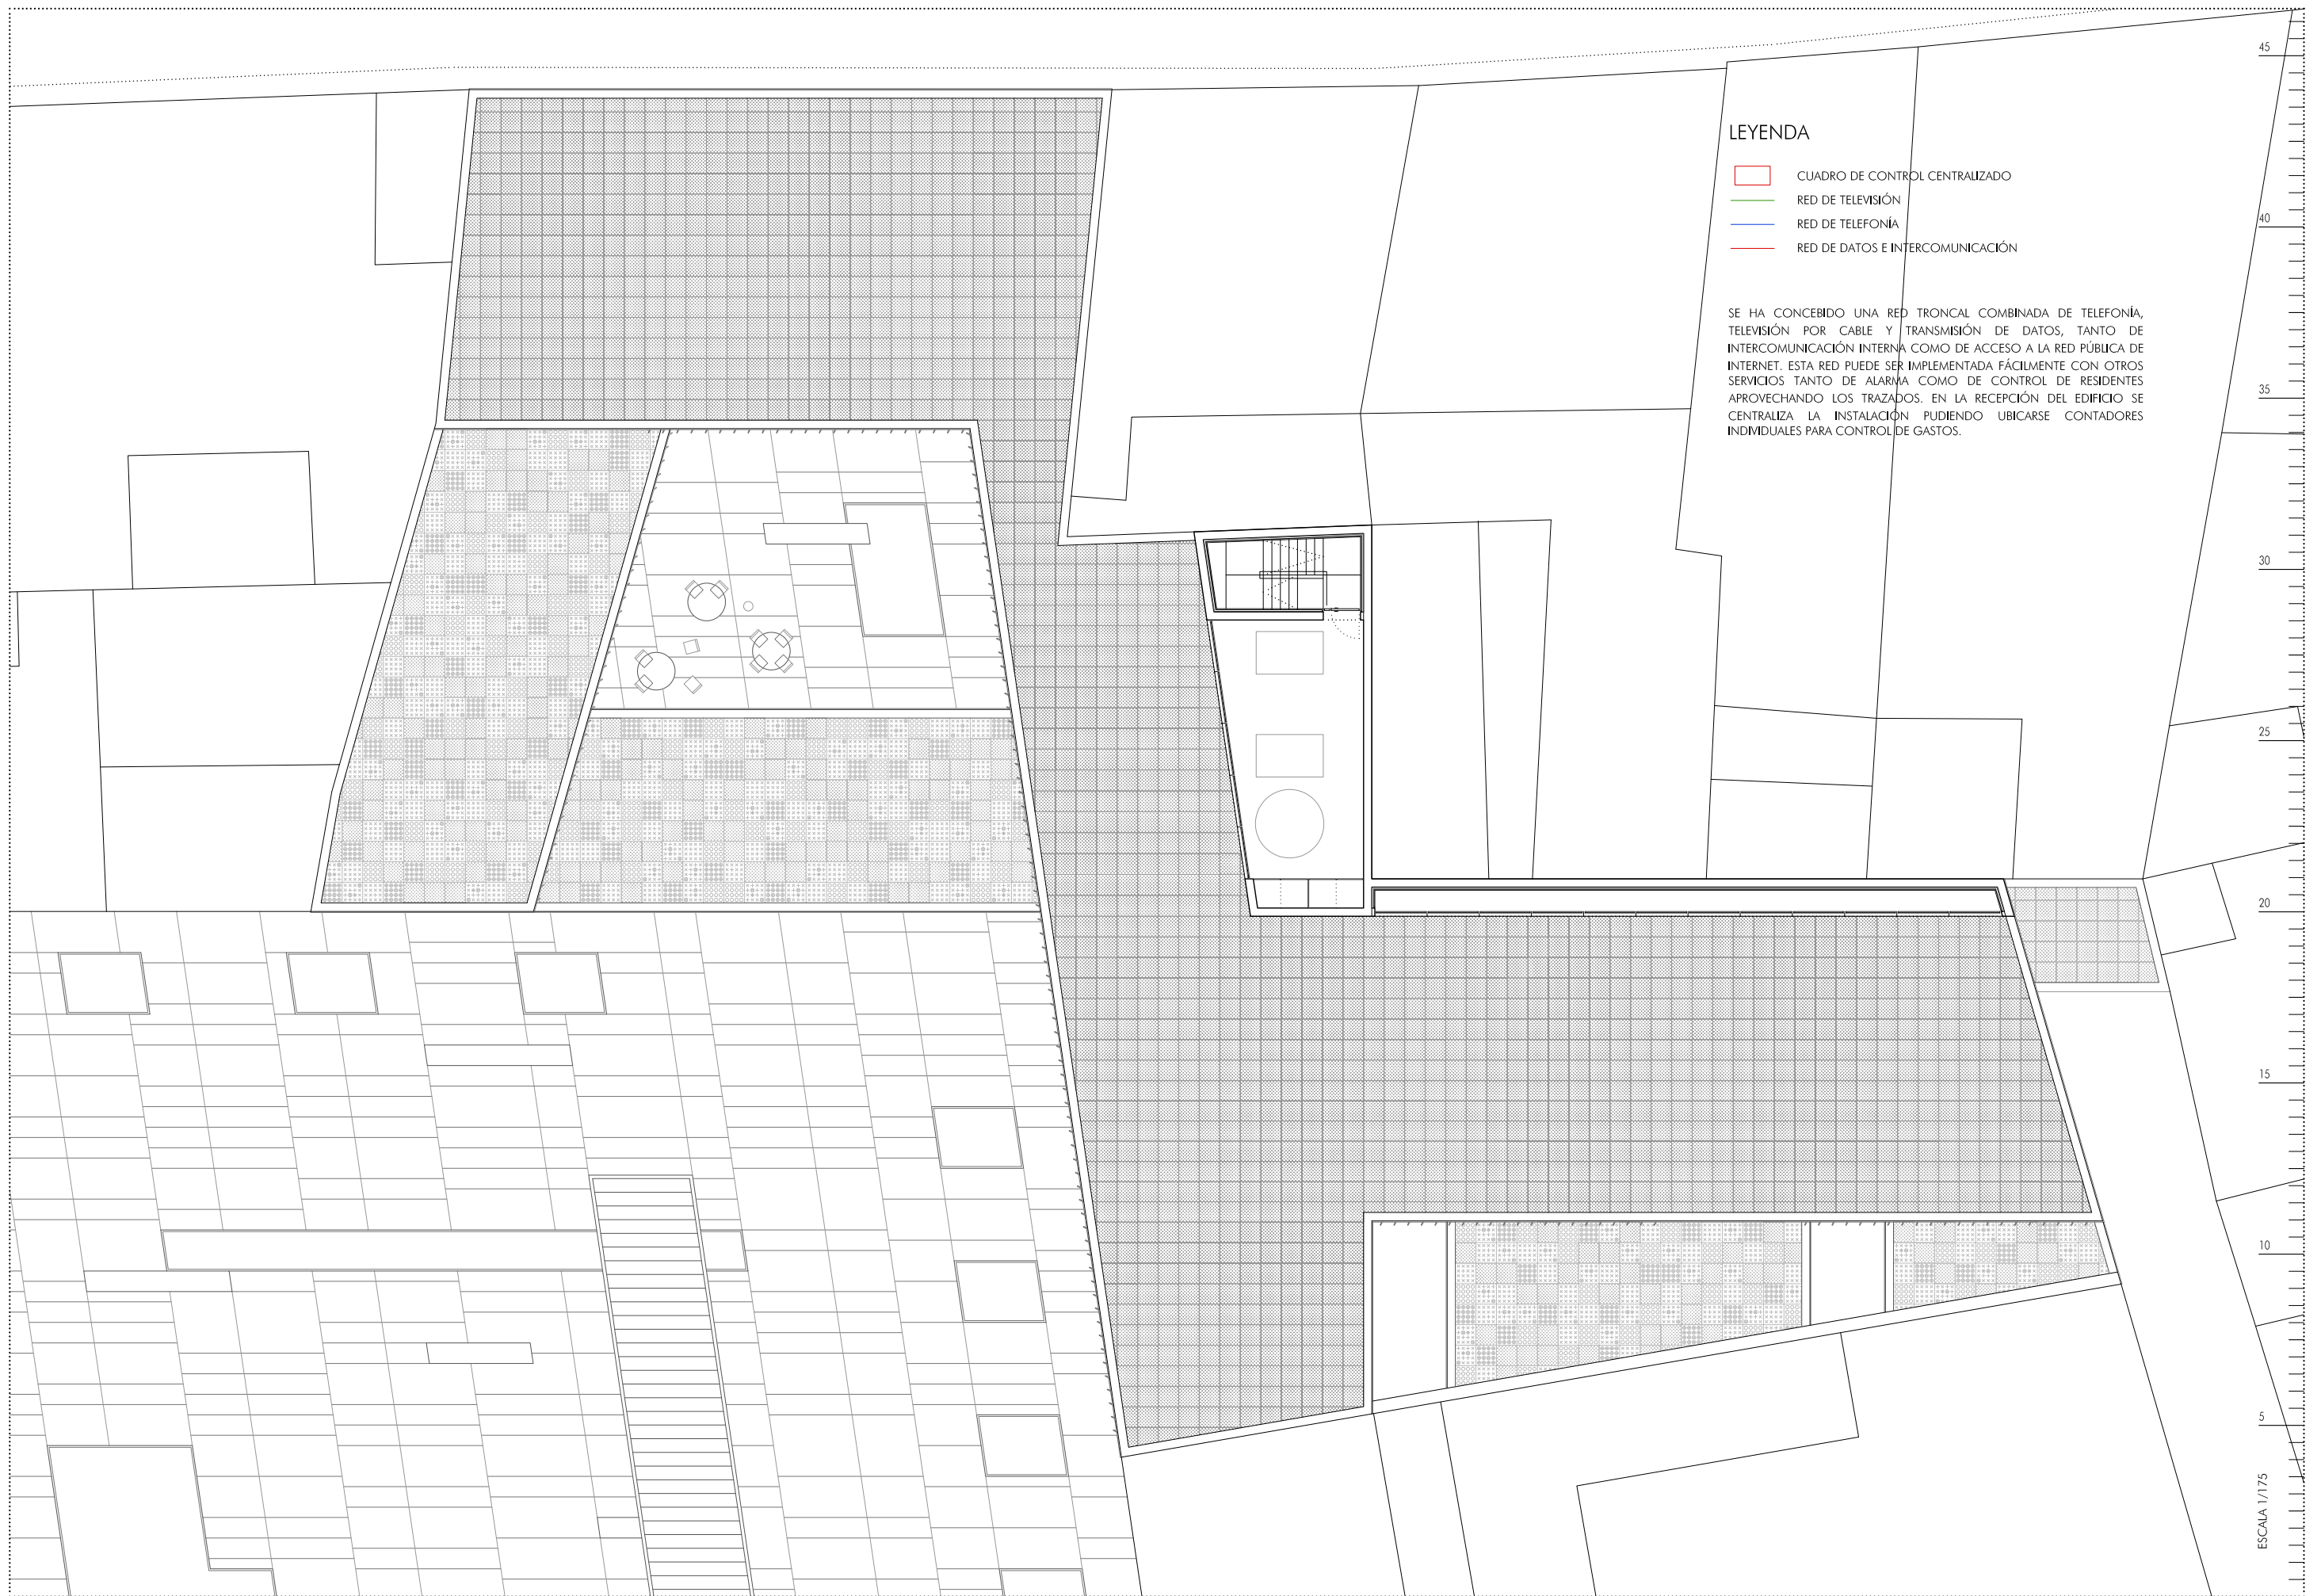 LEYENDA
CUADRO DE CONTROL CENTRALIZADO
RED DE TELEVISIÓN
RED DE TELEFONÍA
RED DE DATOS E INTERCOMUNICACIÓN
SE HA CONCEBIDO UNA RED TRONCAL COMBINADA DE TELEFONÍA,
TELEVISIÓN POR CABLE Y TRANSMISIÓN DE DATOS, TANTO DE
INTERCOMUNICACIÓN INTERNA COMO DE ACCESO A LA RED PÚBLICA DE
INTERNET. ESTA RED PUEDE SER IMPLEMENTADA FÁCILMENTE CON OTROS
SERVICIOS TANTO DE ALARMA COMO DE CONTROL DE RESIDENTES
APROVECHANDO LOS TRAZADOS. EN LA RECEPCIÓN DEL EDIFICIO SE
CENTRALIZA LA INSTALACIÓN PUDIENDO UBICARSE CONTADORES
INDIVIDUALES PARA CONTROL DE GASTOS.
45
40
35
30
25
20
15
10
5
ESCALA 1/175